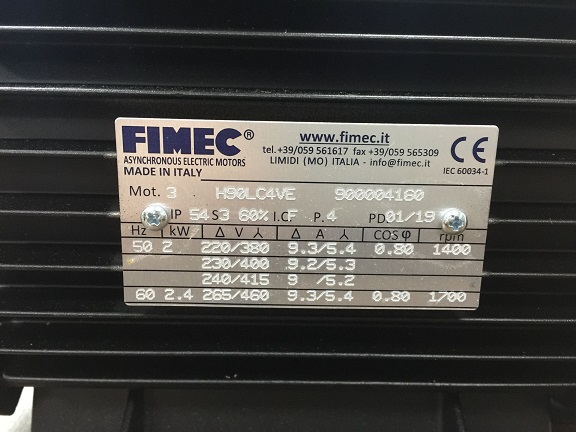 FIMEC®
ASYNCHRONOUS ELECTRIC MOTORS
MADE IN ITALY
www.fimec.it
tel.+39/059 561617 fax +39/059 565309
LIMIDI (MO) ITALIA - info@fimec.it
CE
IEC 60034-1
Mot. 3 H90LC4VE 900004160
IP 54 S3 60% I.C.F P. 4 PD.01/19
Hz kW Δ V ⅄ Δ A ⅄ COS φ rpm
50 2 220/380 9.3/5.4 0.80 1400
230/400 9.2/5.3
240/415 9 /5.2
60 2.4 265/460 9.3/5.4 0.80 1700